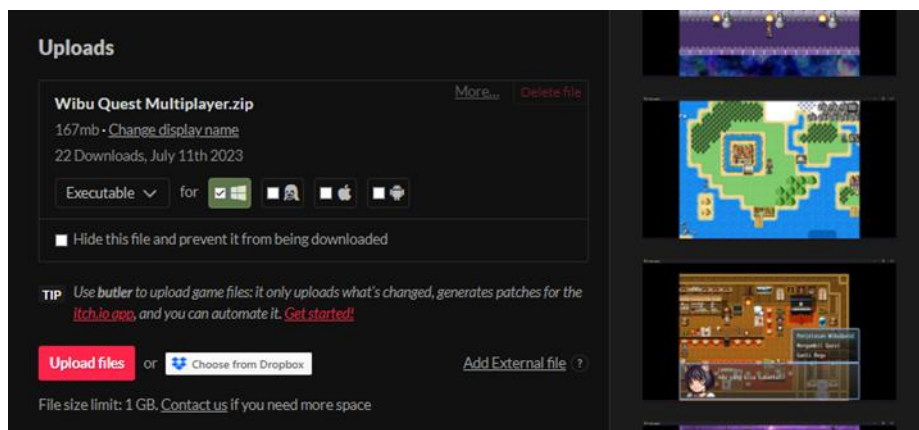 Uploads
Wibu Quest Multiplayer.zip
More...
Delete file
167mb · Change display name
22 Downloads, July 11th 2023
Executable
for
Hide this file and prevent it from being downloaded
TIP
Use butler to upload game files: it only uploads what's changed, generates patches for the
itch.io app, and you can automate it. Get started!
Upload files
or
Choose from Dropbox
Add External file
?
File size limit: 1 GB. Contact us if you need more space
Mengambil Quest